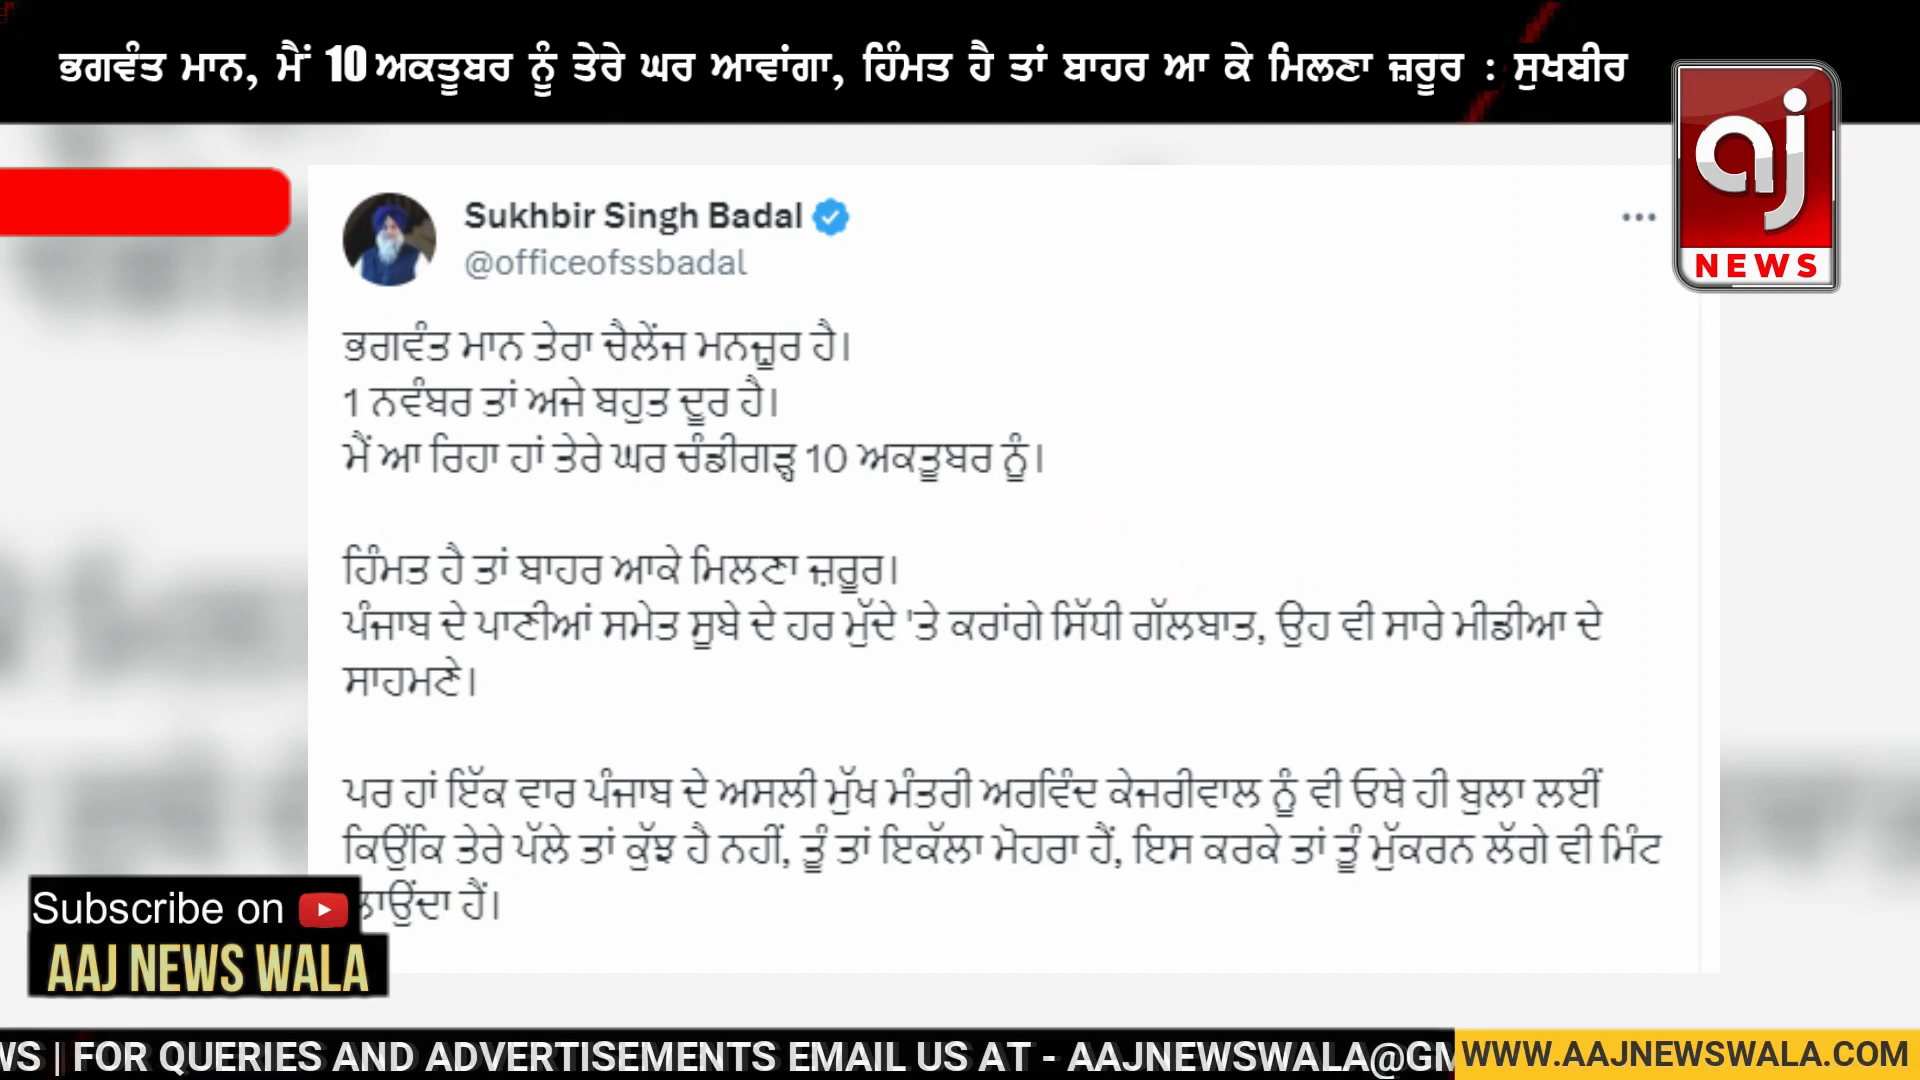 ਭਗਵੰਤ ਮਾਨ, ਮੈਂ 10 ਅਕਤੂਬਰ ਨੂੰ ਤੇਰੇ ਘਰ ਆਵਾਂਗਾ, ਹਿੰਮਤ ਹੈ ਤਾਂ ਬਾਹਰ ਆ ਕੇ ਮਿਲਣਾ ਜ਼ਰੂਰ : ਸੁਖਬੀਰ
aj
NEWS
Sukhbir Singh Badal
@officeofssbadal
ਭਗਵੰਤ ਮਾਨ ਤੇਰਾ ਚੈਲੇਂਜ ਮਨਜ਼ੂਰ ਹੈ।
1 ਨਵੰਬਰ ਤਾਂ ਅਜੇ ਬਹੁਤ ਦੂਰ ਹੈ।
ਮੈਂ ਆ ਰਿਹਾ ਹਾਂ ਤੇਰੇ ਘਰ ਚੰਡੀਗੜ੍ਹ 10 ਅਕਤੂਬਰ ਨੂੰ।
ਹਿੰਮਤ ਹੈ ਤਾਂ ਬਾਹਰ ਆਕੇ ਮਿਲਣਾ ਜ਼ਰੂਰ।
ਪੰਜਾਬ ਦੇ ਪਾਣੀਆਂ ਸਮੇਤ ਸੂਬੇ ਦੇ ਹਰ ਮੁੱਦੇ 'ਤੇ ਕਰਾਂਗੇ ਸਿੱਧੀ ਗੱਲਬਾਤ, ਉਹ ਵੀ ਸਾਰੇ ਮੀਡੀਆ ਦੇ
ਸਾਹਮਣੇ।
ਪਰ ਹਾਂ ਇੱਕ ਵਾਰ ਪੰਜਾਬ ਦੇ ਅਸਲੀ ਮੁੱਖ ਮੰਤਰੀ ਅਰਵਿੰਦ ਕੇਜਰੀਵਾਲ ਨੂੰ ਵੀ ਓਥੇ ਹੀ ਬੁਲਾ ਲਈਂ
ਕਿਉਂਕਿ ਤੇਰੇ ਪੱਲੇ ਤਾਂ ਕੁੱਝ ਹੈ ਨਹੀਂ, ਤੂੰ ਤਾਂ ਇਕੱਲਾ ਮੋਹਰਾ ਹੈਂ, ਇਸ ਕਰਕੇ ਤਾਂ ਤੂੰ ਮੁੱਕਰਨ ਲੱਗੇ ਵੀ ਮਿੰਟ
ਲਾਉਂਦਾ ਹੈਂ।
Subscribe on
AAJ NEWS WALA
WS | FOR QUERIES AND ADVERTISEMENTS EMAIL US AT - AAJNEWSWALA@GM
WWW.AAJNEWSWALA.COM